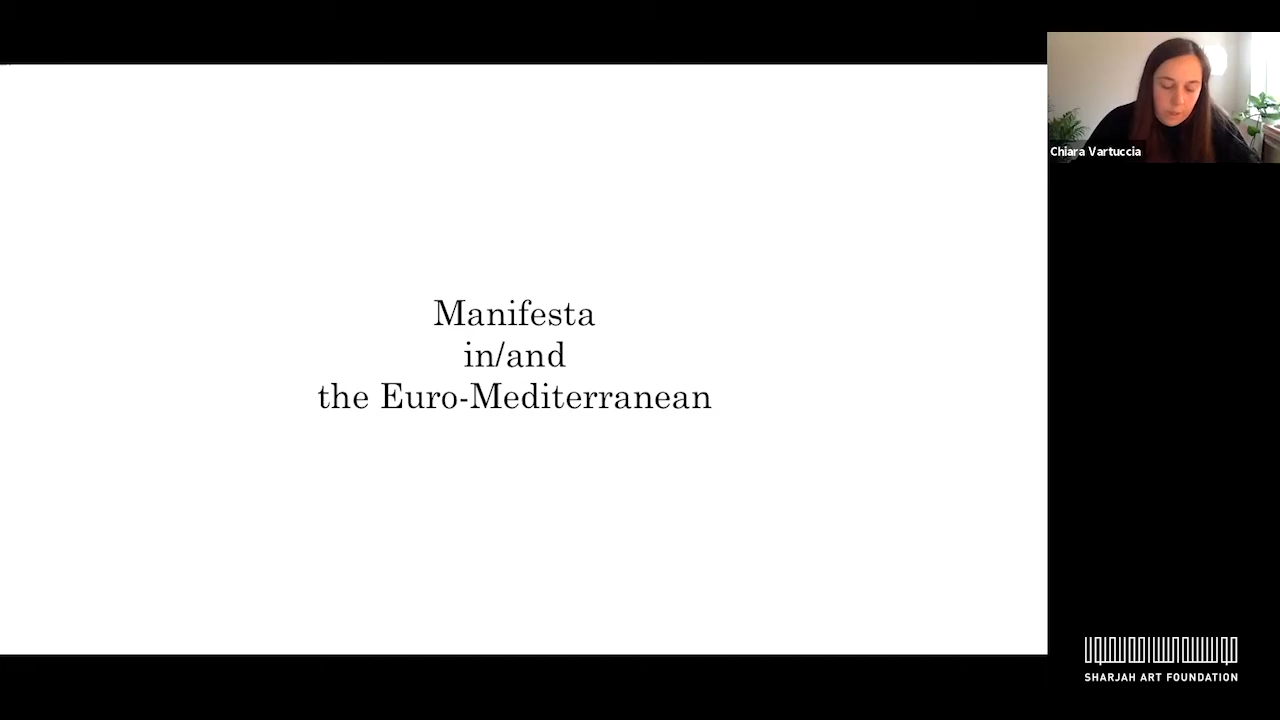 Manifesta
in/and
the Euro-Mediterranean
Chiara Vartuccia
SHARJAH ART FOUNDATION